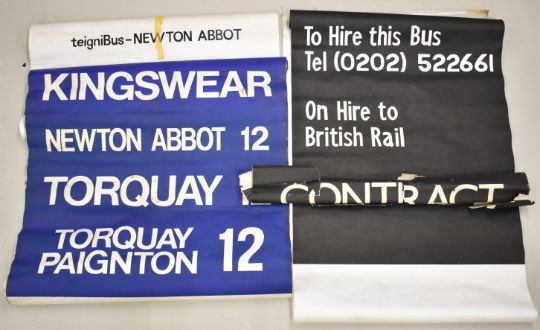 teigniBus-NEWTON ABBOT
KINGSWEAR
NEWTON ABBOT 12
TORQUAY
TORQUAY
PAIGNTON 12
To Hire this Bus
Tel (0202) 522661
On Hire to
British Rail
CONTRACT